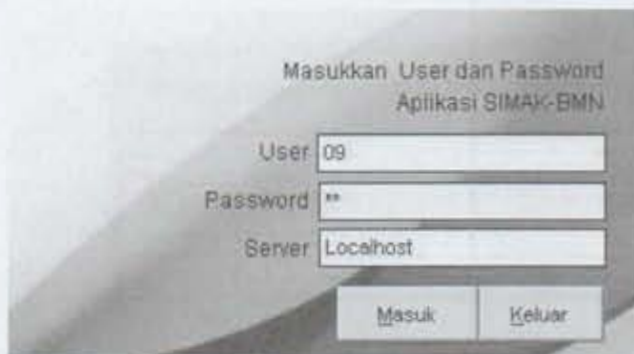 Masukkan User dan Password
Aplikasi SIMAK-BMN
User 09
Password **
Server Localhost
Masuk Keluar